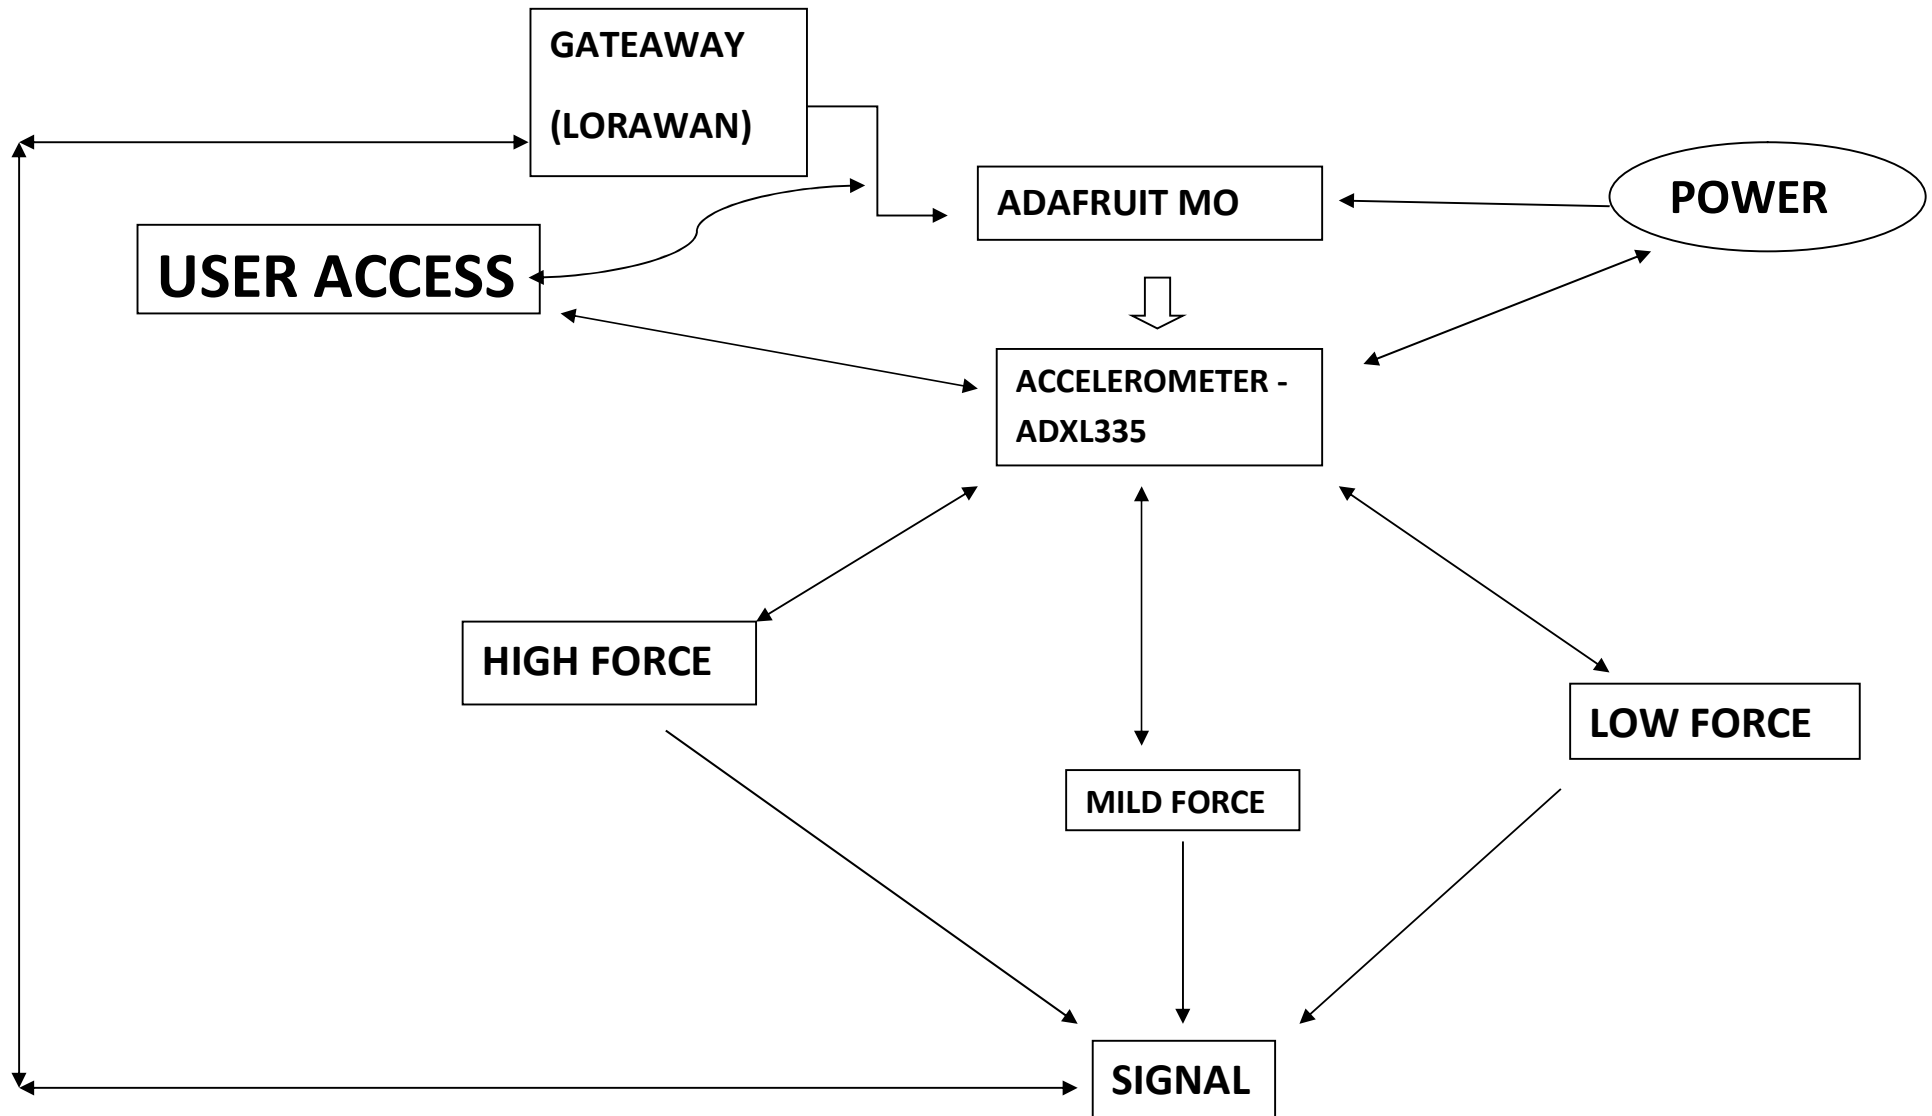 GATEAWAY
(LORAWAN)
ADAFRUIT MO
POWER
USER ACCESS
ACCELEROMETER -
ADXL335
HIGH FORCE
LOW FORCE
MILD FORCE
SIGNAL